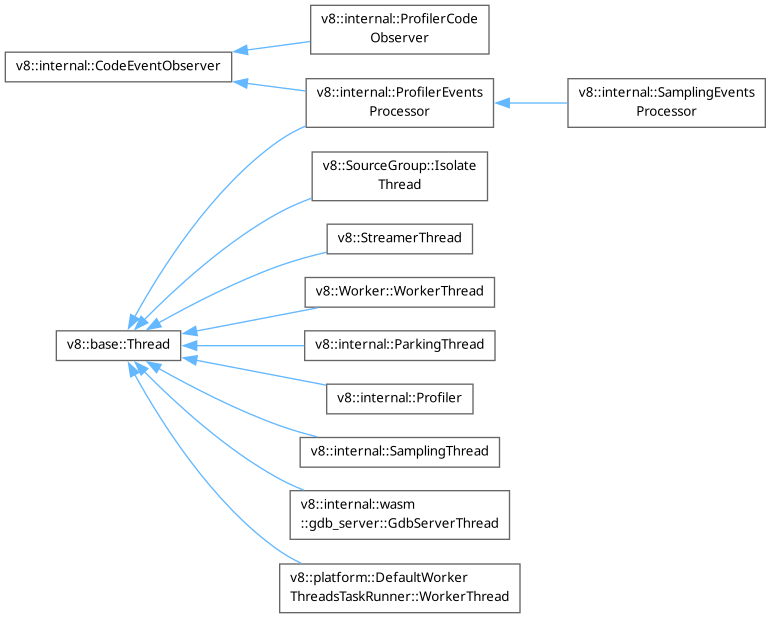 v8::internal::ProfilerCode
Observer
v8::internal::CodeEventObserver
v8::internal::ProfilerEvents
Processor
v8::internal::SamplingEvents
Processor
v8::SourceGroup::Isolate
Thread
v8::StreamerThread
v8::Worker::WorkerThread
v8::base::Thread
v8::internal::ParkingThread
v8::internal::Profiler
v8::internal::SamplingThread
v8::internal::wasm
::gdb_server::GdbServerThread
v8::platform::DefaultWorker
ThreadsTaskRunner::WorkerThread